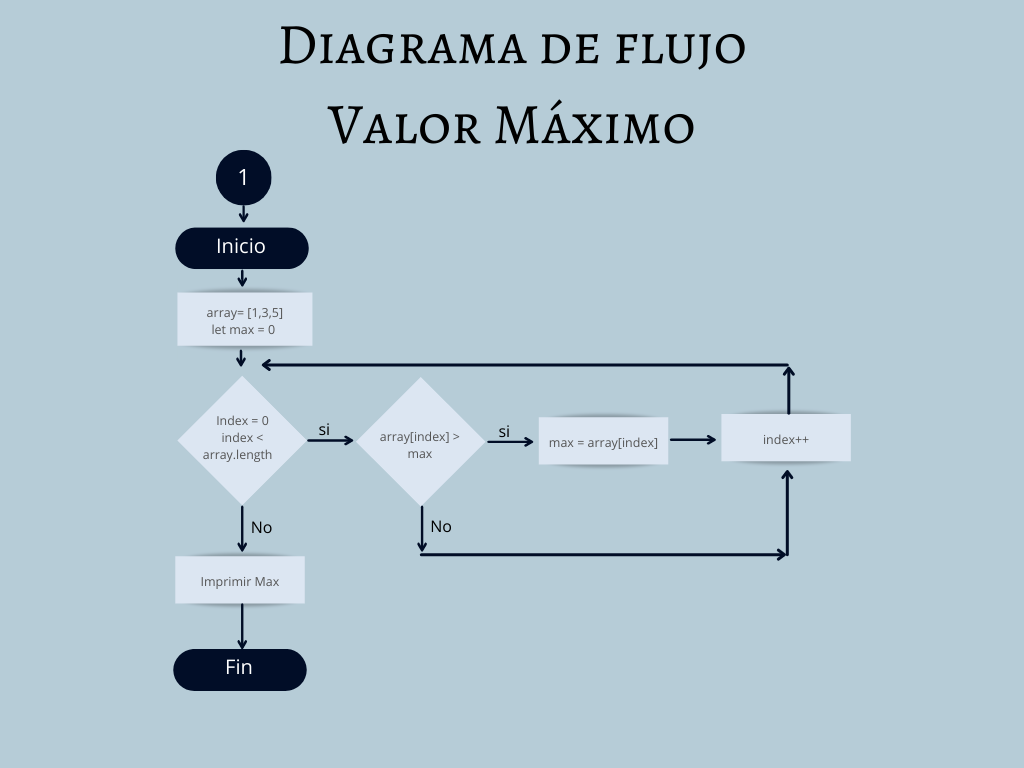 Diagrama de flujo
Valor Máximo
1
Inicio
array= [1,3,5]
let max = 0
Index = 0
index <
array.length
si
array[index] >
max
si
max = array[index]
index++
No
No
Imprimir Max
Fin